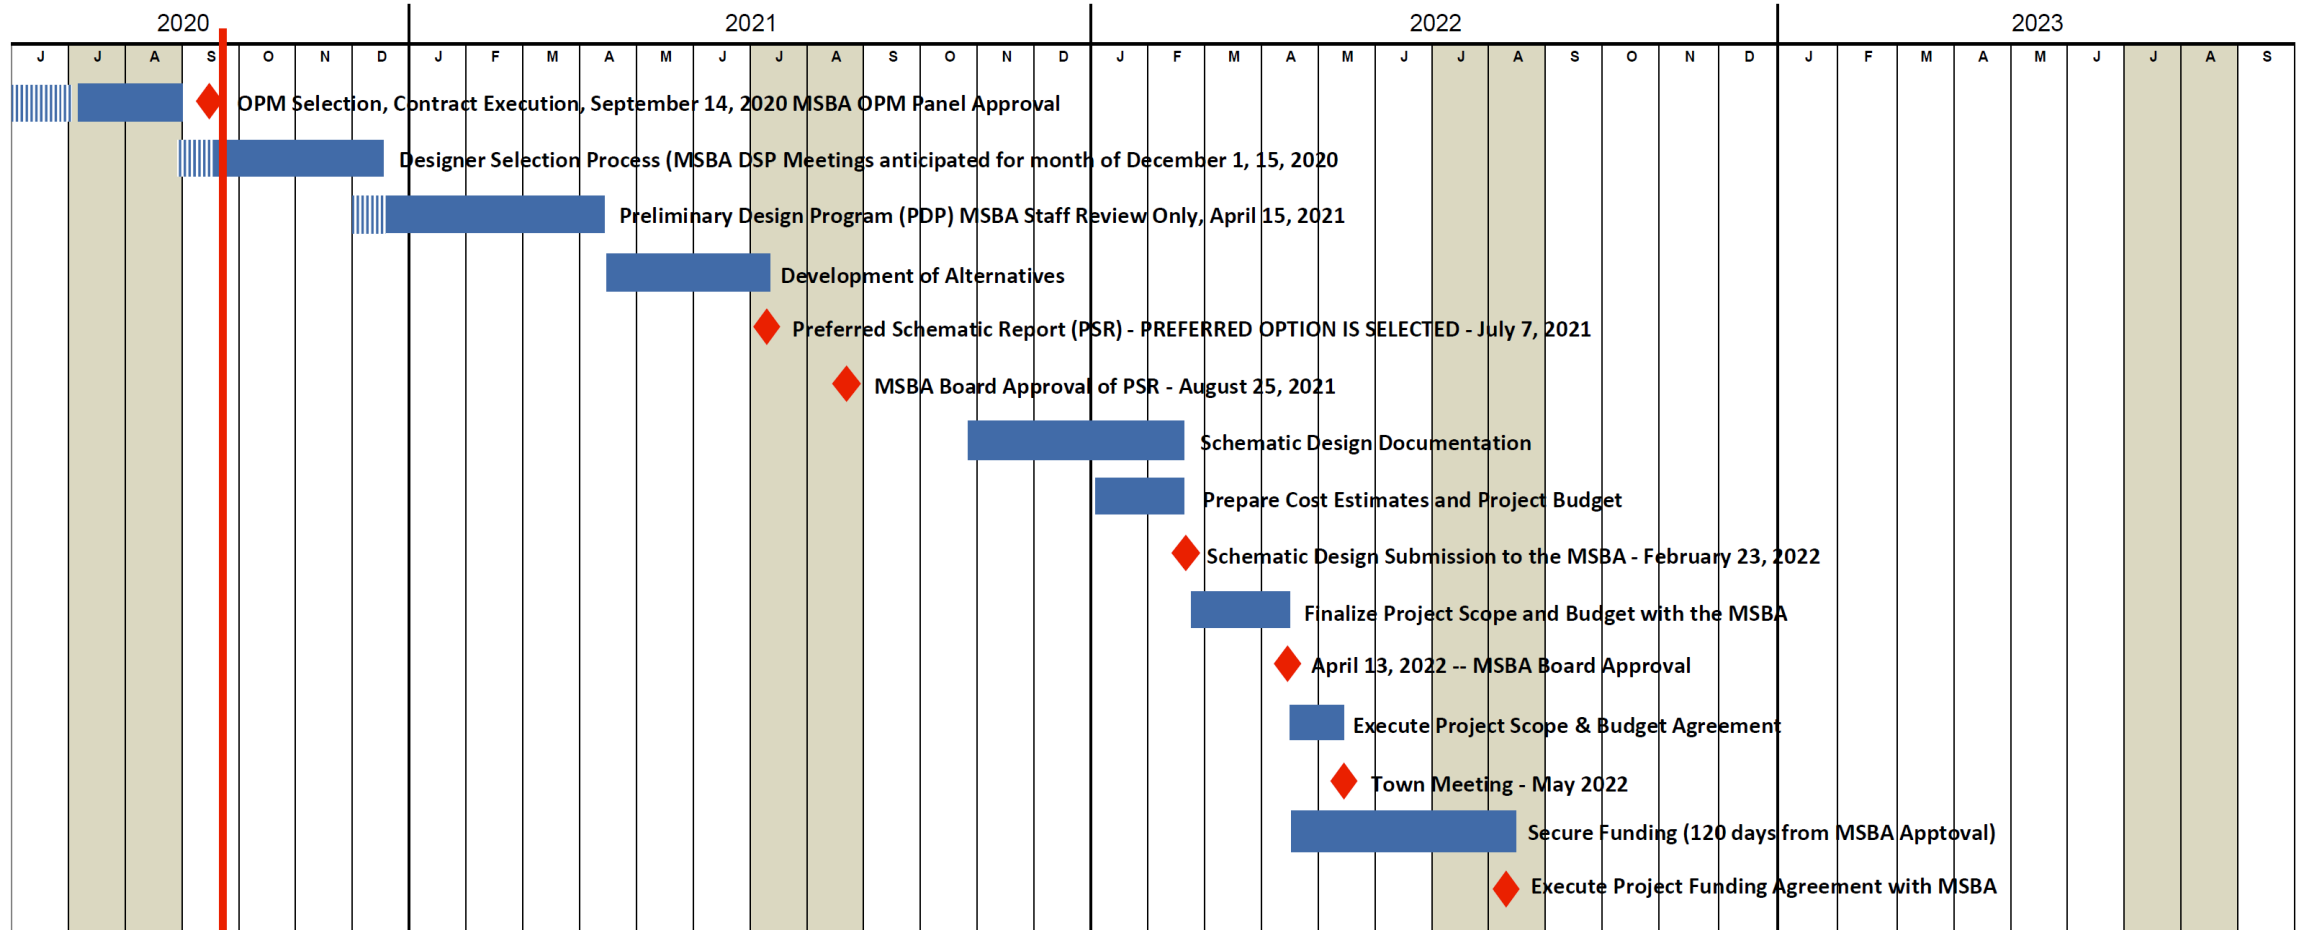 2020 2021 2022 2023
J J A S O N D J F M A M J J A S O N D J F M A M J J A S O N D J F M A M J J A S
OPM Selection, Contract Execution, September 14, 2020 MSBA OPM Panel Approval
Designer Selection Process (MSBA DSP Meetings anticipated for month of December 1, 15, 2020
Preliminary Design Program (PDP) MSBA Staff Review Only, April 15, 2021
Development of Alternatives
Preferred Schematic Report (PSR) - PREFERRED OPTION IS SELECTED - July 7, 2021
MSBA Board Approval of PSR - August 25, 2021
Schematic Design Documentation
Prepare Cost Estimates and Project Budget
Schematic Design Submission to the MSBA - February 23, 2022
Finalize Project Scope and Budget with the MSBA
April 13, 2022 -- MSBA Board Approval
Execute Project Scope & Budget Agreement
Town Meeting - May 2022
Secure Funding (120 days from MSBA Apptoval)
Execute Project Funding Agreement with MSBA